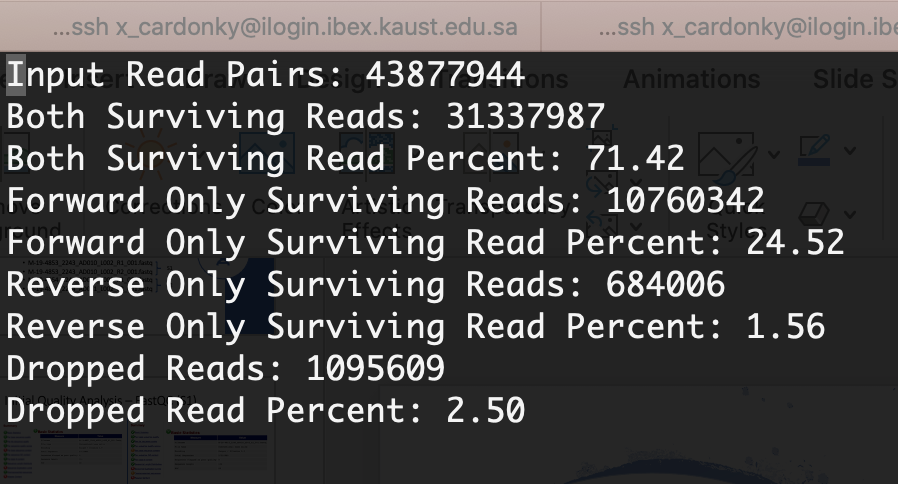 ...ssh x_cardonky@ilogin.ibex.kaust.edu.sa ...ssh x_cardonky@ilogin.ibe
Input Read Pairs: 43877944
Animations Slide S
Both Surviving Reads: 31337987
Both Surviving Read Percent: 71.42
Forward Only Surviving Reads: 10760342
Forward Only Surviving Read Percent: 24.52
Reverse Only Surviving Reads: 684006
Reverse Only Surviving Read Percent: 1.56
Dropped Reads: 1095609
Dropped Read Percent: 2.50